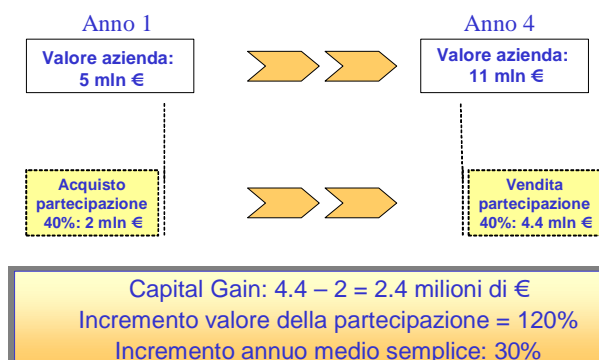 Anno 1
Anno 4
Valore azienda:
5 mln €
Valore azienda:
11 mln €
Acquisto
partecipazione
40%: 2 mln €
Vendita
partecipazione
40%: 4.4 mln €
Capital Gain: 4.4 – 2 = 2.4 milioni di €
Incremento valore della partecipazione = 120%
Incremento annuo medio semplice: 30%